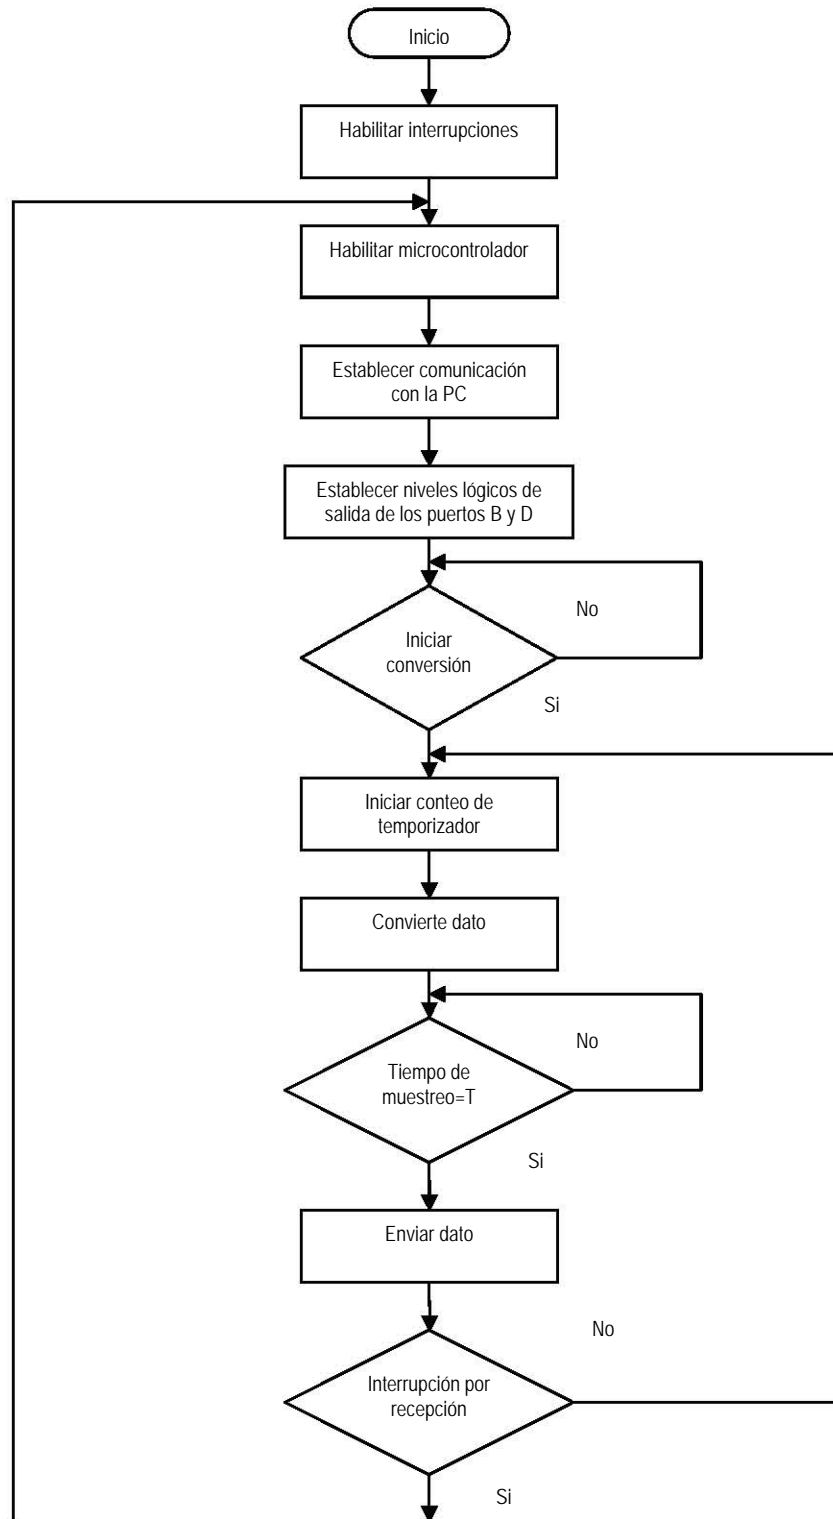 Inicio
Habilitar interrupciones
Habilitar microcontrolador
Establecer comunicación
con la PC
Establecer niveles lógicos de
salida de los puertos B y D
No
Iniciar
conversión
Si
Iniciar conteo de
temporizador
Convierte dato
No
Tiempo de
muestreo=T
Si
Enviar dato
No
Interrupción por
recepción
Si